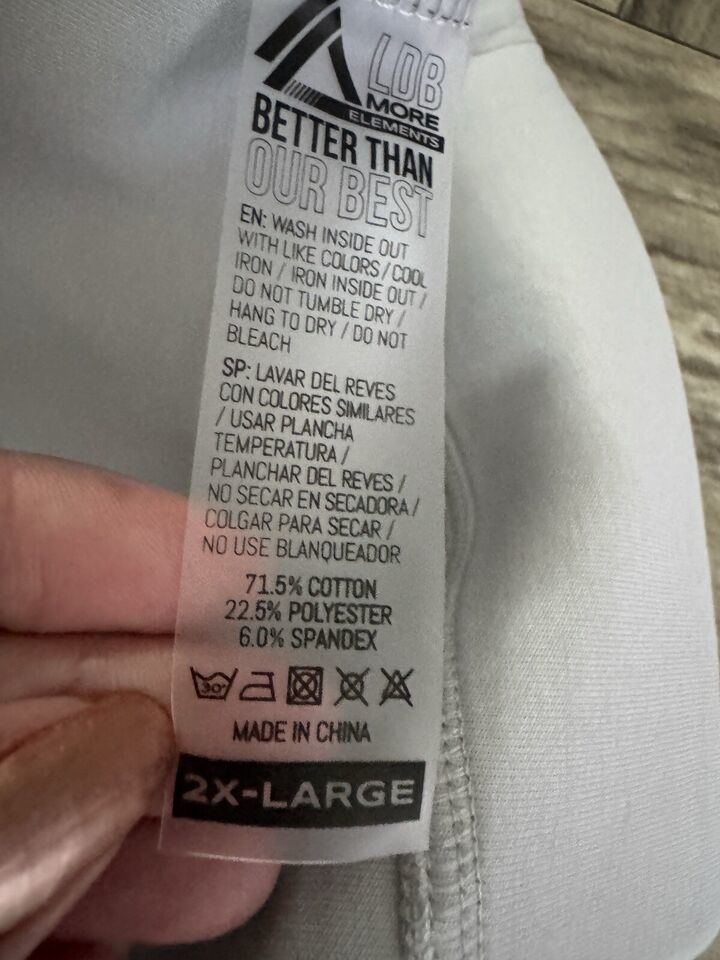 LDB
MORE
ELEMENTS
BETTER THAN
OUR BEST
EN: WASH INSIDE OUT
WITH LIKE COLORS / COOL
IRON / IRON INSIDE OUT /
DO NOT TUMBLE DRY /
HANG TO DRY / DO NOT
BLEACH
SP: LAVAR DEL REVES
CON COLORES SIMILARES
/ USAR PLANCHA
TEMPERATURA /
PLANCHAR DEL REVES /
NO SECAR EN SECADORA /
COLGAR PARA SECAR /
NO USE BLANQUEADOR
71.5% COTTON
22.5% POLYESTER
6.0% SPANDEX
30°
MADE IN CHINA
2X-LARGE